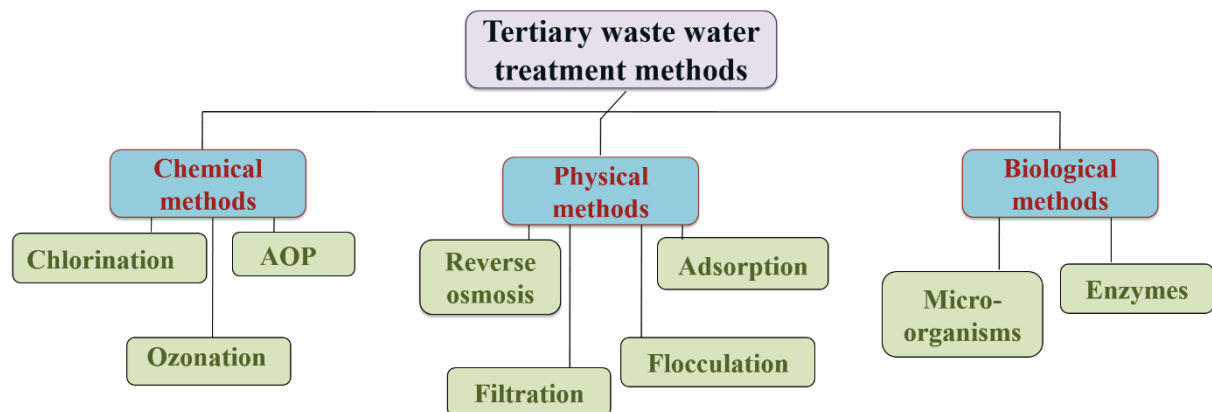 Tertiary waste water
treatment methods
Chemical
methods
Physical
methods
Biological
methods
Chlorination
AOP
Ozonation
Reverse
osmosis
Adsorption
Filtration
Flocculation
Micro-
organisms
Enzymes